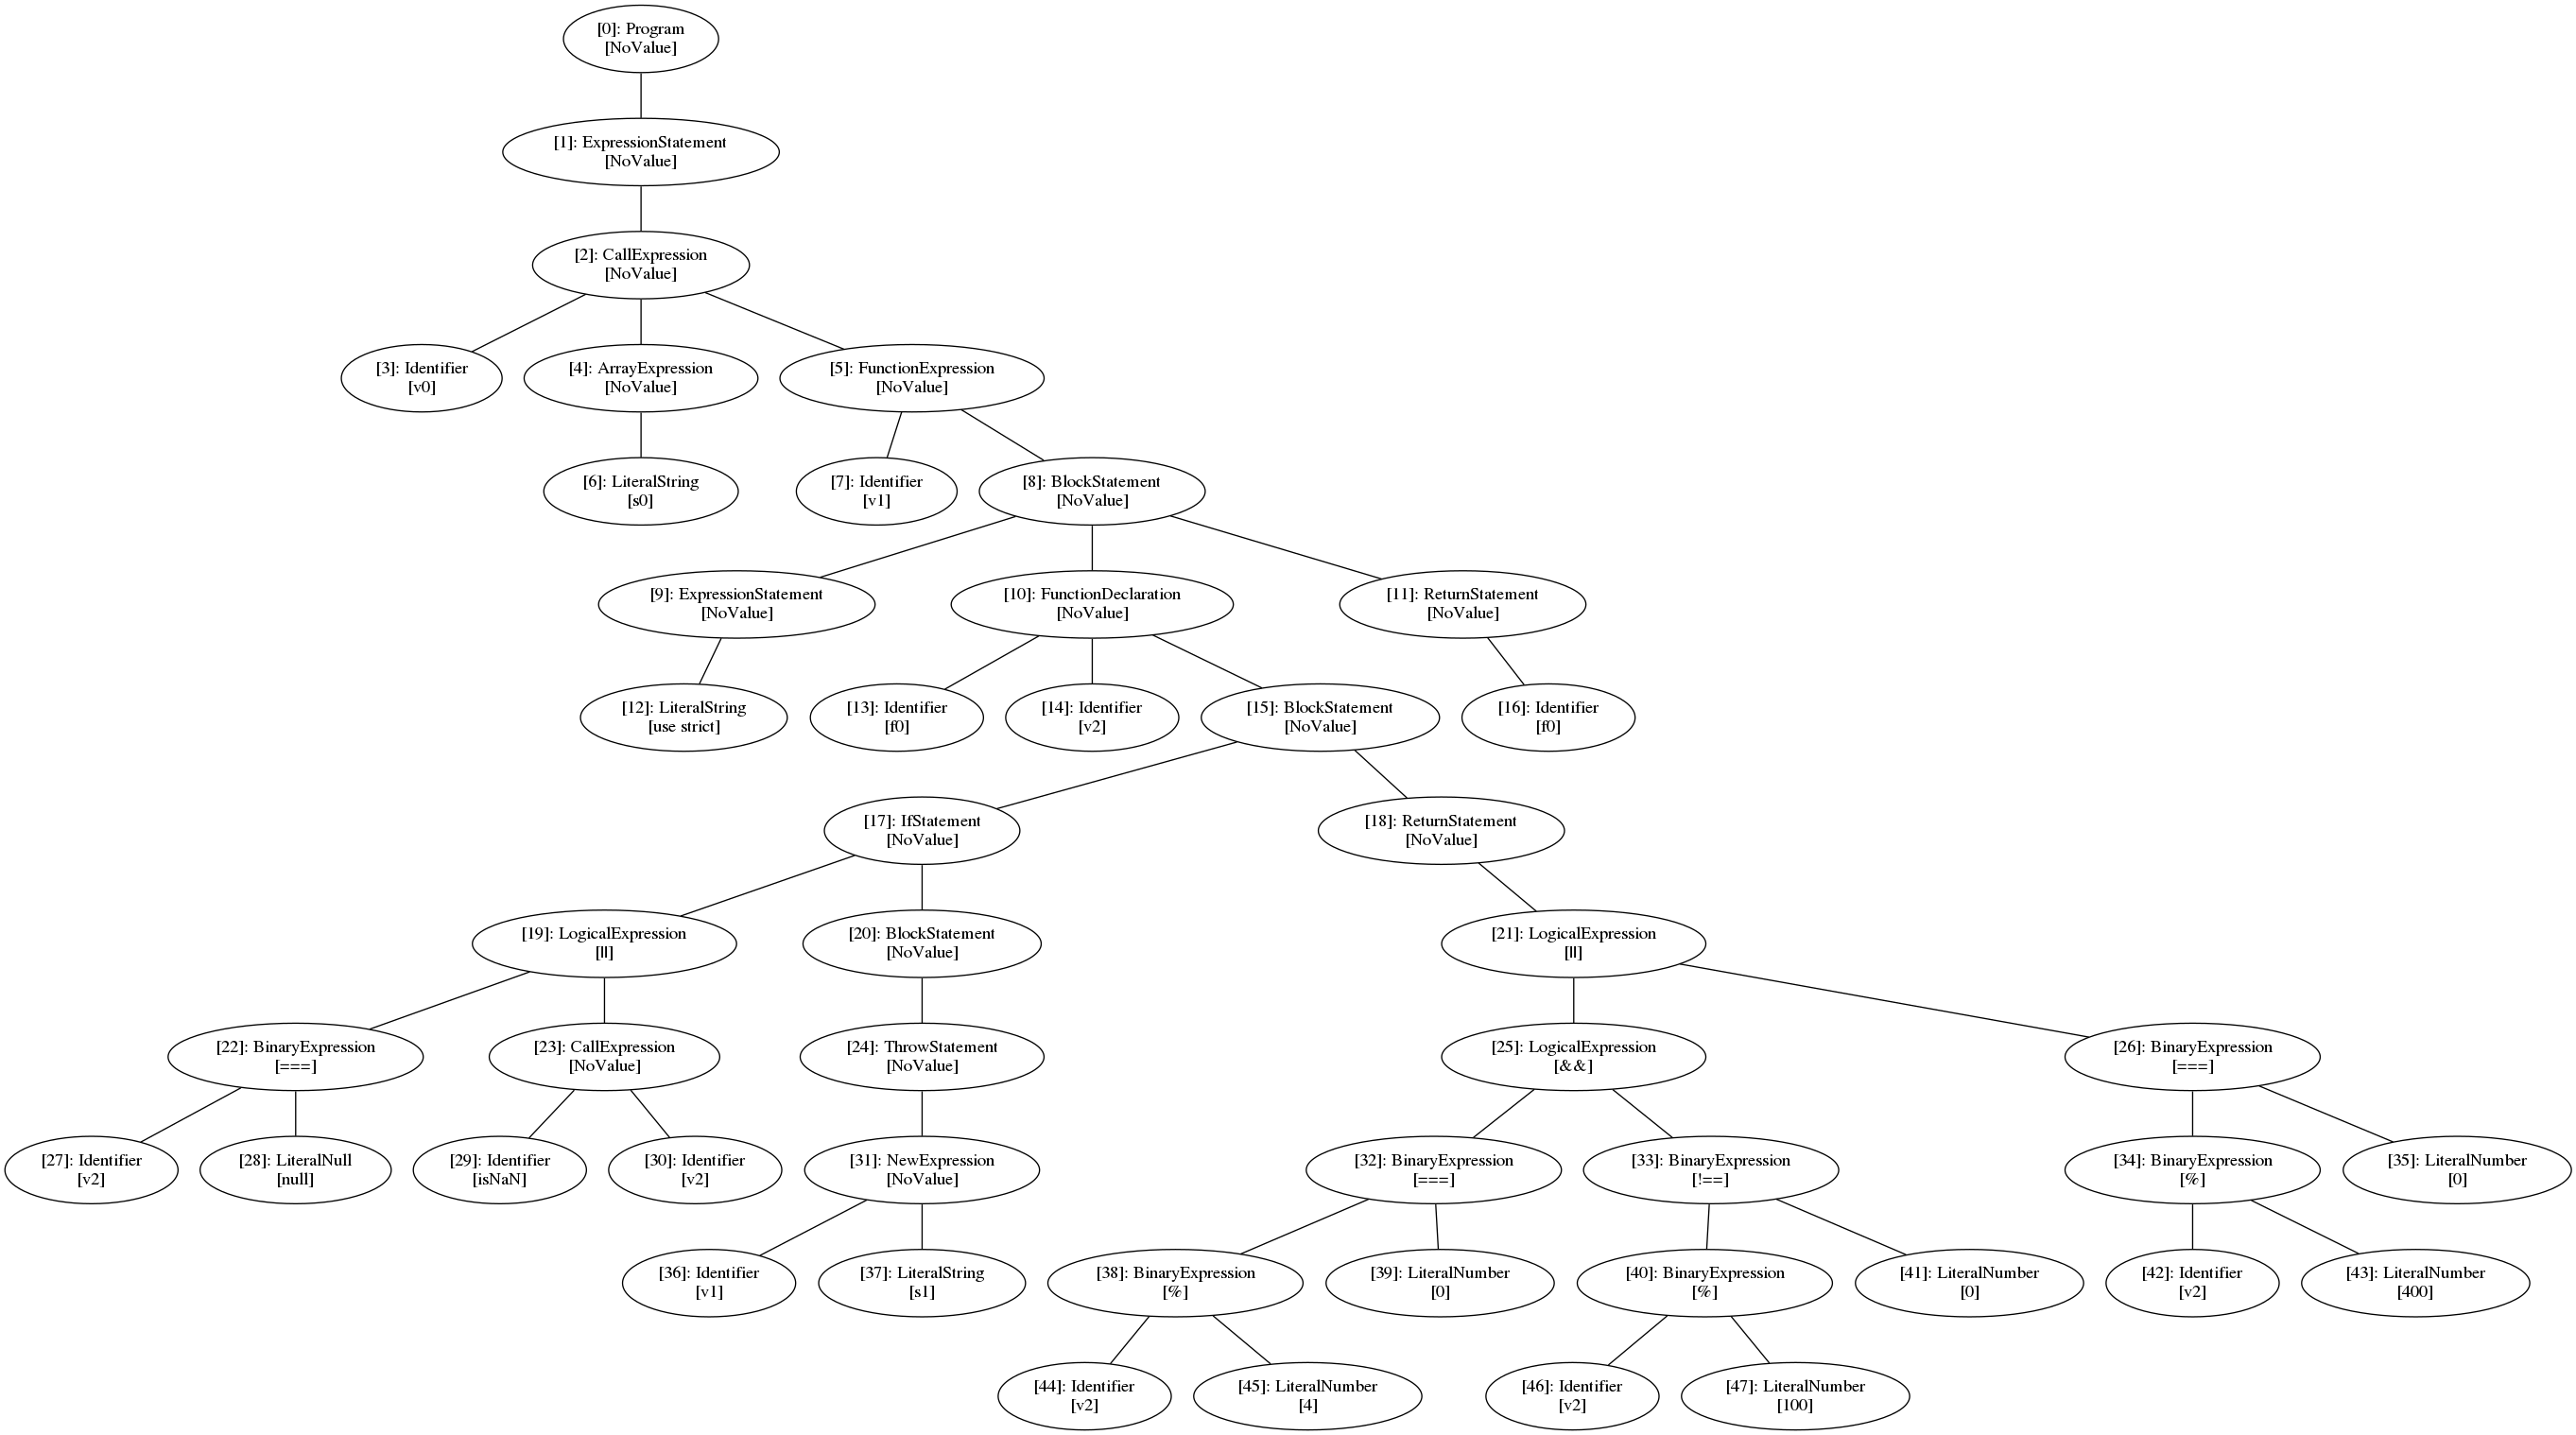 [0]: Program
[NoValue]
[1]: ExpressionStatement
[NoValue]
[2]: CallExpression
[NoValue]
[3]: Identifier
[v0]
[4]: ArrayExpression
[NoValue]
[5]: FunctionExpression
[NoValue]
[6]: LiteralString
[s0]
[7]: Identifier
[v1]
[8]: BlockStatement
[NoValue]
[9]: ExpressionStatement
[NoValue]
[10]: FunctionDeclaration
[NoValue]
[11]: ReturnStatement
[NoValue]
[12]: LiteralString
[use strict]
[13]: Identifier
[f0]
[14]: Identifier
[v2]
[15]: BlockStatement
[NoValue]
[16]: Identifier
[f0]
[17]: IfStatement
[NoValue]
[18]: ReturnStatement
[NoValue]
[19]: LogicalExpression
[||]
[20]: BlockStatement
[NoValue]
[21]: LogicalExpression
[||]
[22]: BinaryExpression
[===]
[23]: CallExpression
[NoValue]
[24]: ThrowStatement
[NoValue]
[25]: LogicalExpression
[&&]
[26]: BinaryExpression
[===]
[27]: Identifier
[v2]
[28]: LiteralNull
[null]
[29]: Identifier
[isNaN]
[30]: Identifier
[v2]
[31]: NewExpression
[NoValue]
[32]: BinaryExpression
[===]
[33]: BinaryExpression
[!==]
[34]: BinaryExpression
[%]
[35]: LiteralNumber
[0]
[36]: Identifier
[v1]
[37]: LiteralString
[s1]
[38]: BinaryExpression
[%]
[39]: LiteralNumber
[0]
[40]: BinaryExpression
[%]
[41]: LiteralNumber
[0]
[42]: Identifier
[v2]
[43]: LiteralNumber
[400]
[44]: Identifier
[v2]
[45]: LiteralNumber
[4]
[46]: Identifier
[v2]
[47]: LiteralNumber
[100]